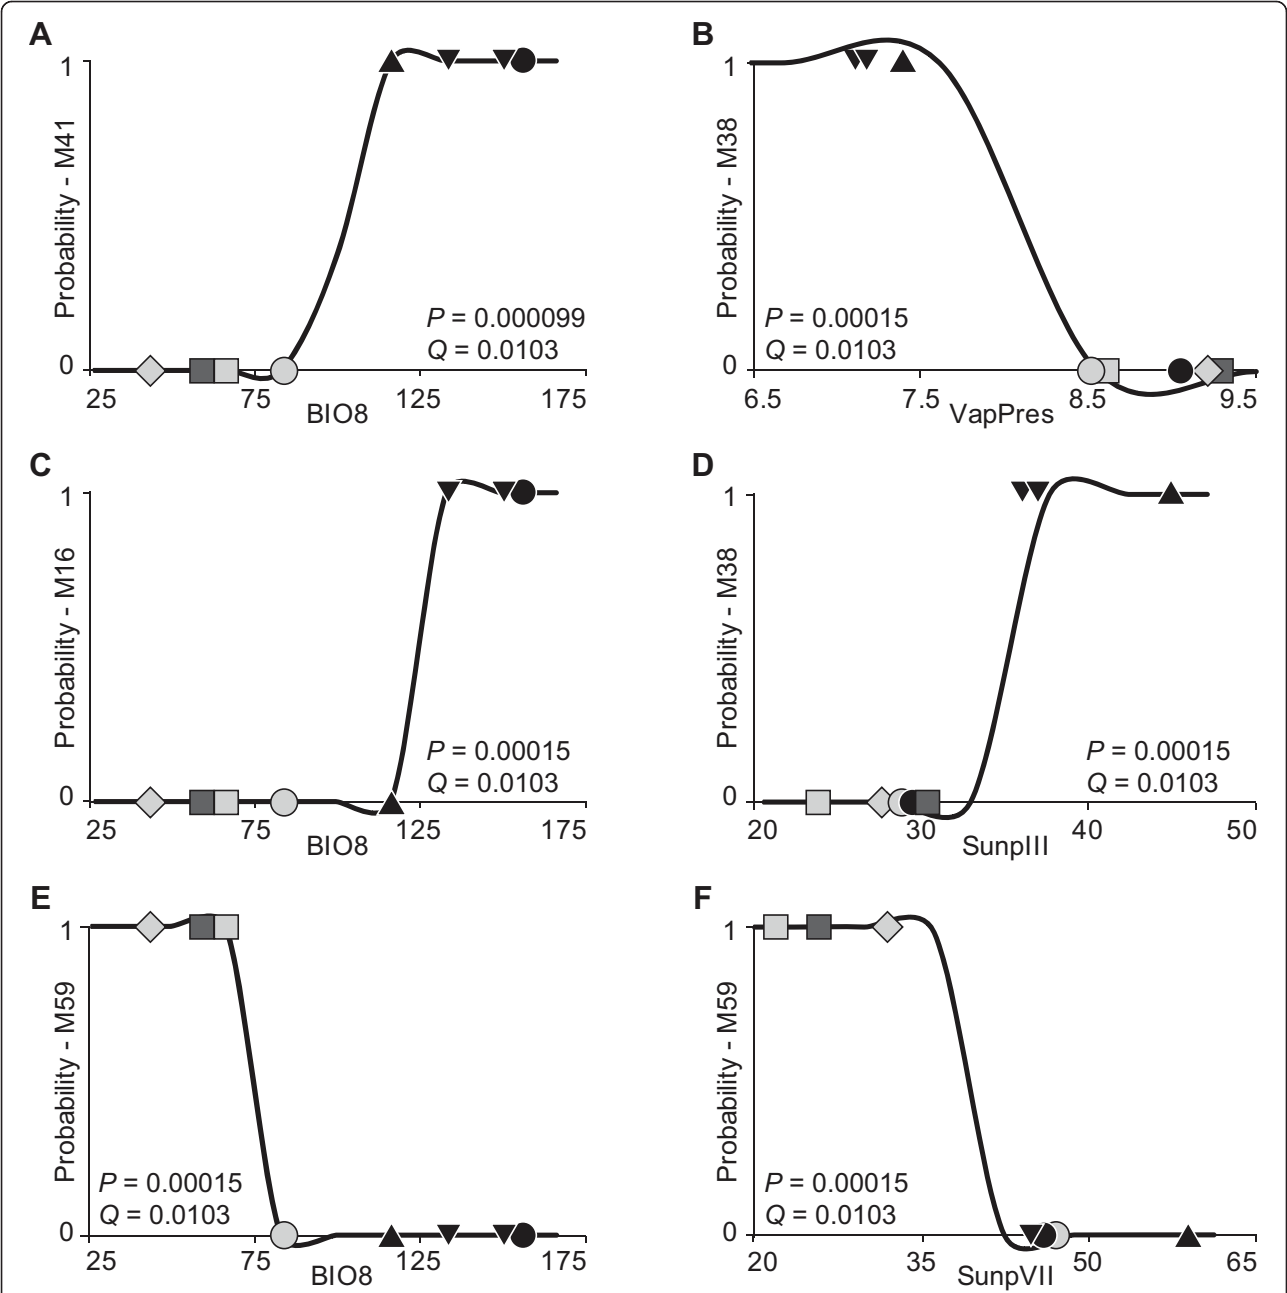 A
1
Probability - M41
P = 0.000099
Q = 0.0103
0
25 75 125 175
BIO8
B
1
Probability - M38
P = 0.00015
Q = 0.0103
0
6.5 7.5 8.5 9.5
VapPres
C
1
Probability - M16
P = 0.00015
Q = 0.0103
0
25 75 125 175
BIO8
D
1
Probability - M38
P = 0.00015
Q = 0.0103
0
20 30 40 50
SunpIII
E
1
Probability - M59
P = 0.00015
Q = 0.0103
0
25 75 125 175
BIO8
F
1
Probability - M59
P = 0.00015
Q = 0.0103
0
20 35 50 65
SunpVII